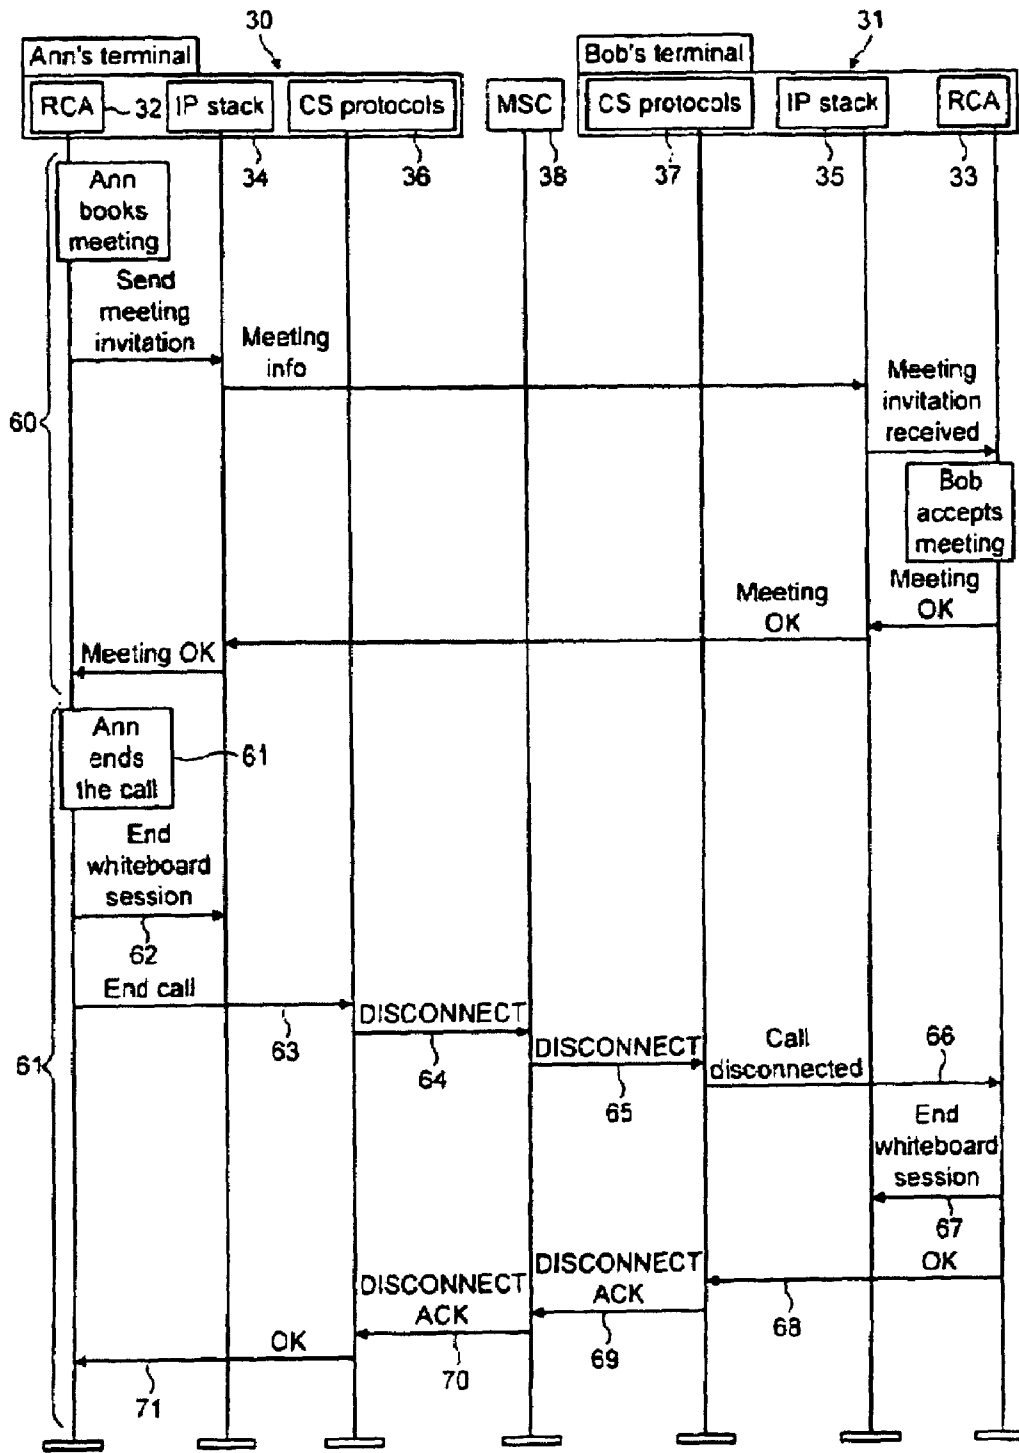 30
31
Ann's terminal
Bob's terminal
RCA
32
IP stack
CS protocols
MSC
CS protocols
IP stack
RCA
34
36
38
37
35
33
Ann
books
meeting
Send
meeting
invitation
Meeting
info
Meeting
invitation
received
60
Bob
accepts
meeting
Meeting
OK
Meeting
OK
Meeting OK
Ann
ends
the call
61
End
whiteboard
session
62
End call
63
DISCONNECT
64
DISCONNECT
65
Call
disconnected
66
61
End
whiteboard
session
67
OK
68
DISCONNECT
ACK
69
DISCONNECT
ACK
70
OK
71